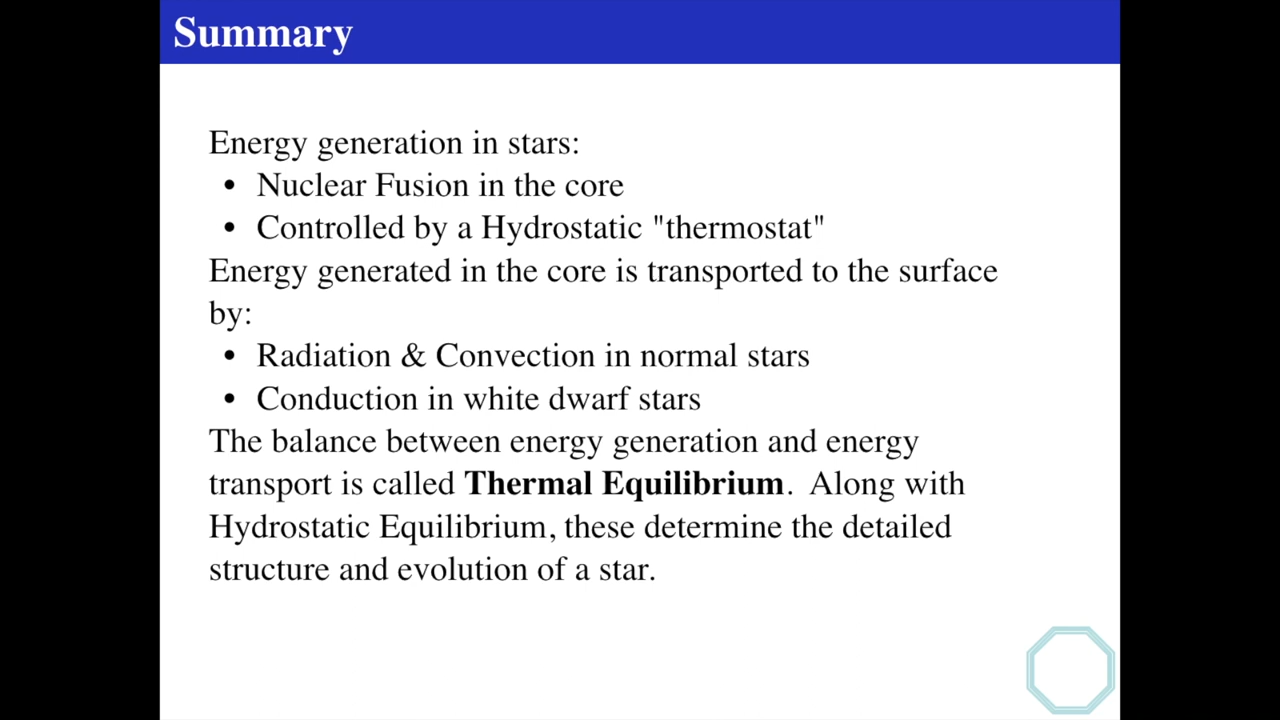 Summary
Energy generation in stars:
• Nuclear Fusion in the core
• Controlled by a Hydrostatic "thermostat"
Energy generated in the core is transported to the surface
by:
• Radiation & Convection in normal stars
• Conduction in white dwarf stars
The balance between energy generation and energy
transport is called Thermal Equilibrium.  Along with
Hydrostatic Equilibrium, these determine the detailed
structure and evolution of a star.